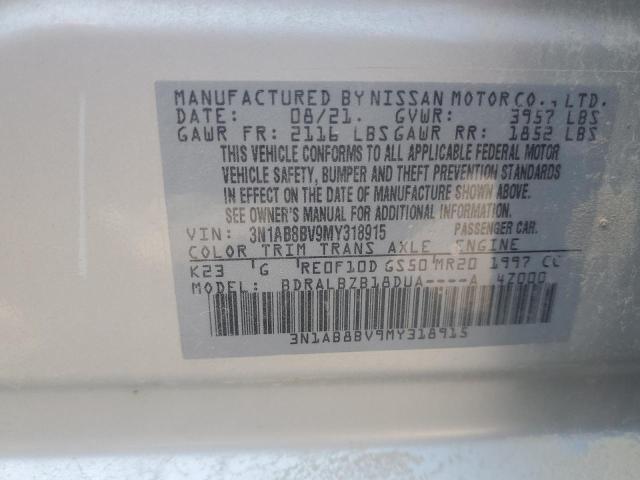 MANUFACTURED BY NISSAN MOTOR CO., LTD.
DATE: 08/21. GVWR: 3957 LBS
GAWR FR: 2116 LBS GAWR RR: 1852 LBS
THIS VEHICLE CONFORMS TO ALL APPLICABLE FEDERAL MOTOR
VEHICLE SAFETY, BUMPER AND THEFT PREVENTION STANDARDS
IN EFFECT ON THE DATE OF MANUFACTURE SHOWN ABOVE.
SEE OWNER'S MANUAL FOR ADDITIONAL INFORMATION.
VIN: 3N1AB8BV9MY318915 PASSENGER CAR.
COLOR TRIM TRANS AXLE ENGINE
K23 G RE0F10D GS50 MR20 1997 CC
MODEL: BDRALBZB18DUA----A 47000
3N1AB8BV9MY318915